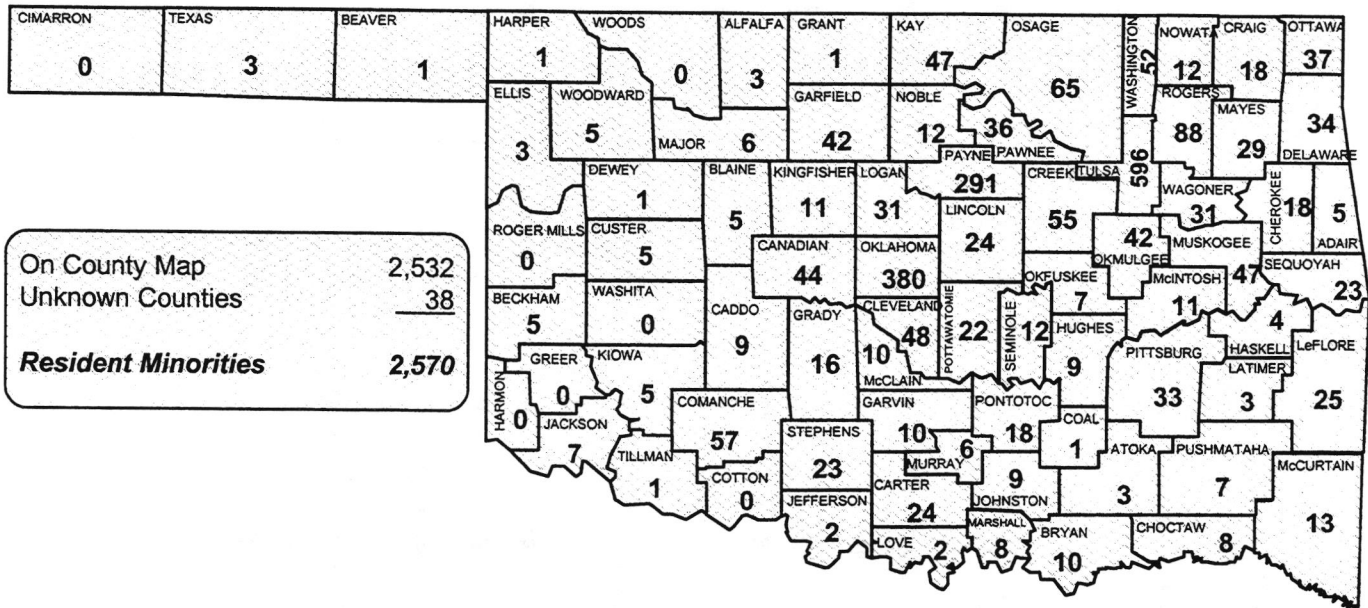 CIMARRON
0
TEXAS
3
BEAVER
1
HARPER
1
WOODS
0
ALFALFA
3
GRANT
1
KAY
47
OSAGE
65
WASHINGTON
52
NOWATA
12
CRAIG
18
OTTAWA
37
ELLIS
3
WOODWARD
5
MAJOR
6
GARFIELD
42
NOBLE
12
36
PAWNEE
ROGERS
88
MAYES
29
34
DELAWARE
DEWEY
1
BLAINE
5
KINGFISHER
11
LOGAN
31
PAYNE
291
CREEK
55
TULSA
596
WAGONER
31
CHEROKEE
18
5
ADAIR
ROGER MILLS
0
CUSTER
5
CANADIAN
44
OKLAHOMA
380
LINCOLN
24
42
OKMULGEE
MUSKOGEE
47
SEQUOYAH
23
On County Map 2,532
Unknown Counties 38
Resident Minorities 2,570
BECKHAM
5
WASHITA
0
CADDO
9
GRADY
16
CLEVELAND
48
10
McCLAIN
POTTAWATOMIE
22
SEMINOLE
12
OKFUSKEE
7
HUGHES
9
McINTOSH
11
PITTSBURG
33
4
HASKELL
LeFLORE
25
LATIMER
3
HARMON
0
GREER
0
KIOWA
5
JACKSON
7
COMANCHE
57
TILLMAN
1
COTTON
0
STEPHENS
23
JEFFERSON
2
GARVIN
10
MURRAY
6
PONTOTOC
18
COAL
1
ATOKA
3
PUSHMATAHA
7
McCURTAIN
13
CARTER
24
9
JOHNSTON
LOVE
2
MARSHALL
8
BRYAN
10
CHOCTAW
8